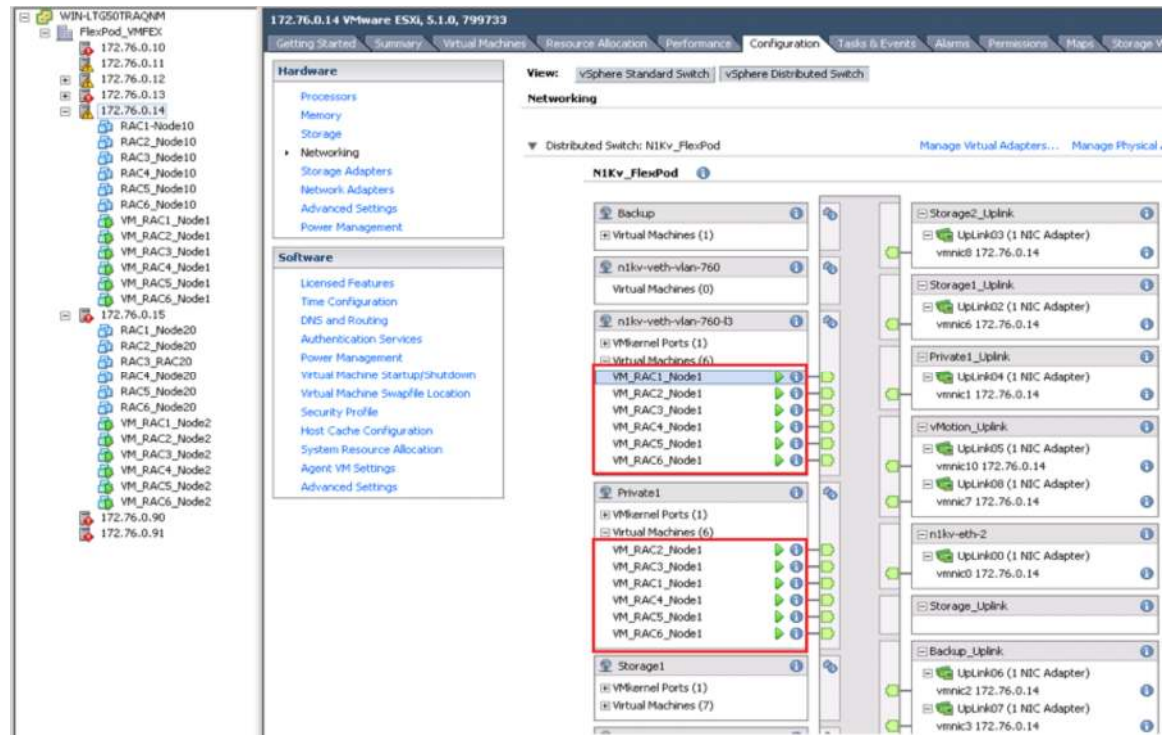 WIN-LTG50TRAQNM
FlexPod_VMFEX
172.76.0.10
172.76.0.11
172.76.0.12
172.76.0.13
172.76.0.14
RAC1-Node10
RAC2_Node10
RAC3_Node10
RAC4_Node10
RAC5_Node10
RAC6_Node10
VM_RAC1_Node1
VM_RAC2_Node1
VM_RAC3_Node1
VM_RAC4_Node1
VM_RAC5_Node1
VM_RAC6_Node1
172.76.0.15
RAC1_Node20
RAC2_Node20
RAC3_RAC20
RAC4_Node20
RAC5_Node20
RAC6_Node20
VM_RAC1_Node2
VM_RAC2_Node2
VM_RAC3_Node2
VM_RAC4_Node2
VM_RAC5_Node2
VM_RAC6_Node2
172.76.0.90
172.76.0.91
172.76.0.14 VMware ESXi, 5.1.0, 799733
Getting Started Summary Virtual Machines Resource Allocation Performance Configuration Tasks & Events Alarms Permissions Maps Storage V
Hardware
Processors
Memory
Storage
Networking
Storage Adapters
Network Adapters
Advanced Settings
Power Management
Software
Licensed Features
Time Configuration
DNS and Routing
Authentication Services
Power Management
Virtual Machine Startup/Shutdown
Virtual Machine Swapfile Location
Security Profile
Host Cache Configuration
System Resource Allocation
Agent VM Settings
Advanced Settings
View: vSphere Standard Switch vSphere Distributed Switch
Networking
Distributed Switch: N1Kv_FlexPod Manage Virtual Adapters... Manage Physical
N1Kv_FlexPod
Backup
Virtual Machines (1)
n1kv-veth-vlan-760
Virtual Machines (0)
n1kv-veth-vlan-760-l3
VMkernel Ports (1)
Virtual Machines (6)
VM_RAC1_Node1
VM_RAC2_Node1
VM_RAC3_Node1
VM_RAC4_Node1
VM_RAC5_Node1
VM_RAC6_Node1
Private1
VMkernel Ports (1)
Virtual Machines (6)
VM_RAC2_Node1
VM_RAC3_Node1
VM_RAC1_Node1
VM_RAC4_Node1
VM_RAC5_Node1
VM_RAC6_Node1
Storage1
VMkernel Ports (1)
Virtual Machines (7)
Storage2_Uplink
UpLink03 (1 NIC Adapter)
vmnic8 172.76.0.14
Storage1_Uplink
UpLink02 (1 NIC Adapter)
vmnic6 172.76.0.14
Private1_Uplink
UpLink04 (1 NIC Adapter)
vmnic1 172.76.0.14
vMotion_Uplink
UpLink05 (1 NIC Adapter)
vmnic10 172.76.0.14
UpLink08 (1 NIC Adapter)
vmnic7 172.76.0.14
n1kv-eth-2
UpLink00 (1 NIC Adapter)
vmnic0 172.76.0.14
Storage_Uplink
Backup_Uplink
UpLink06 (1 NIC Adapter)
vmnic2 172.76.0.14
UpLink07 (1 NIC Adapter)
vmnic3 172.76.0.14